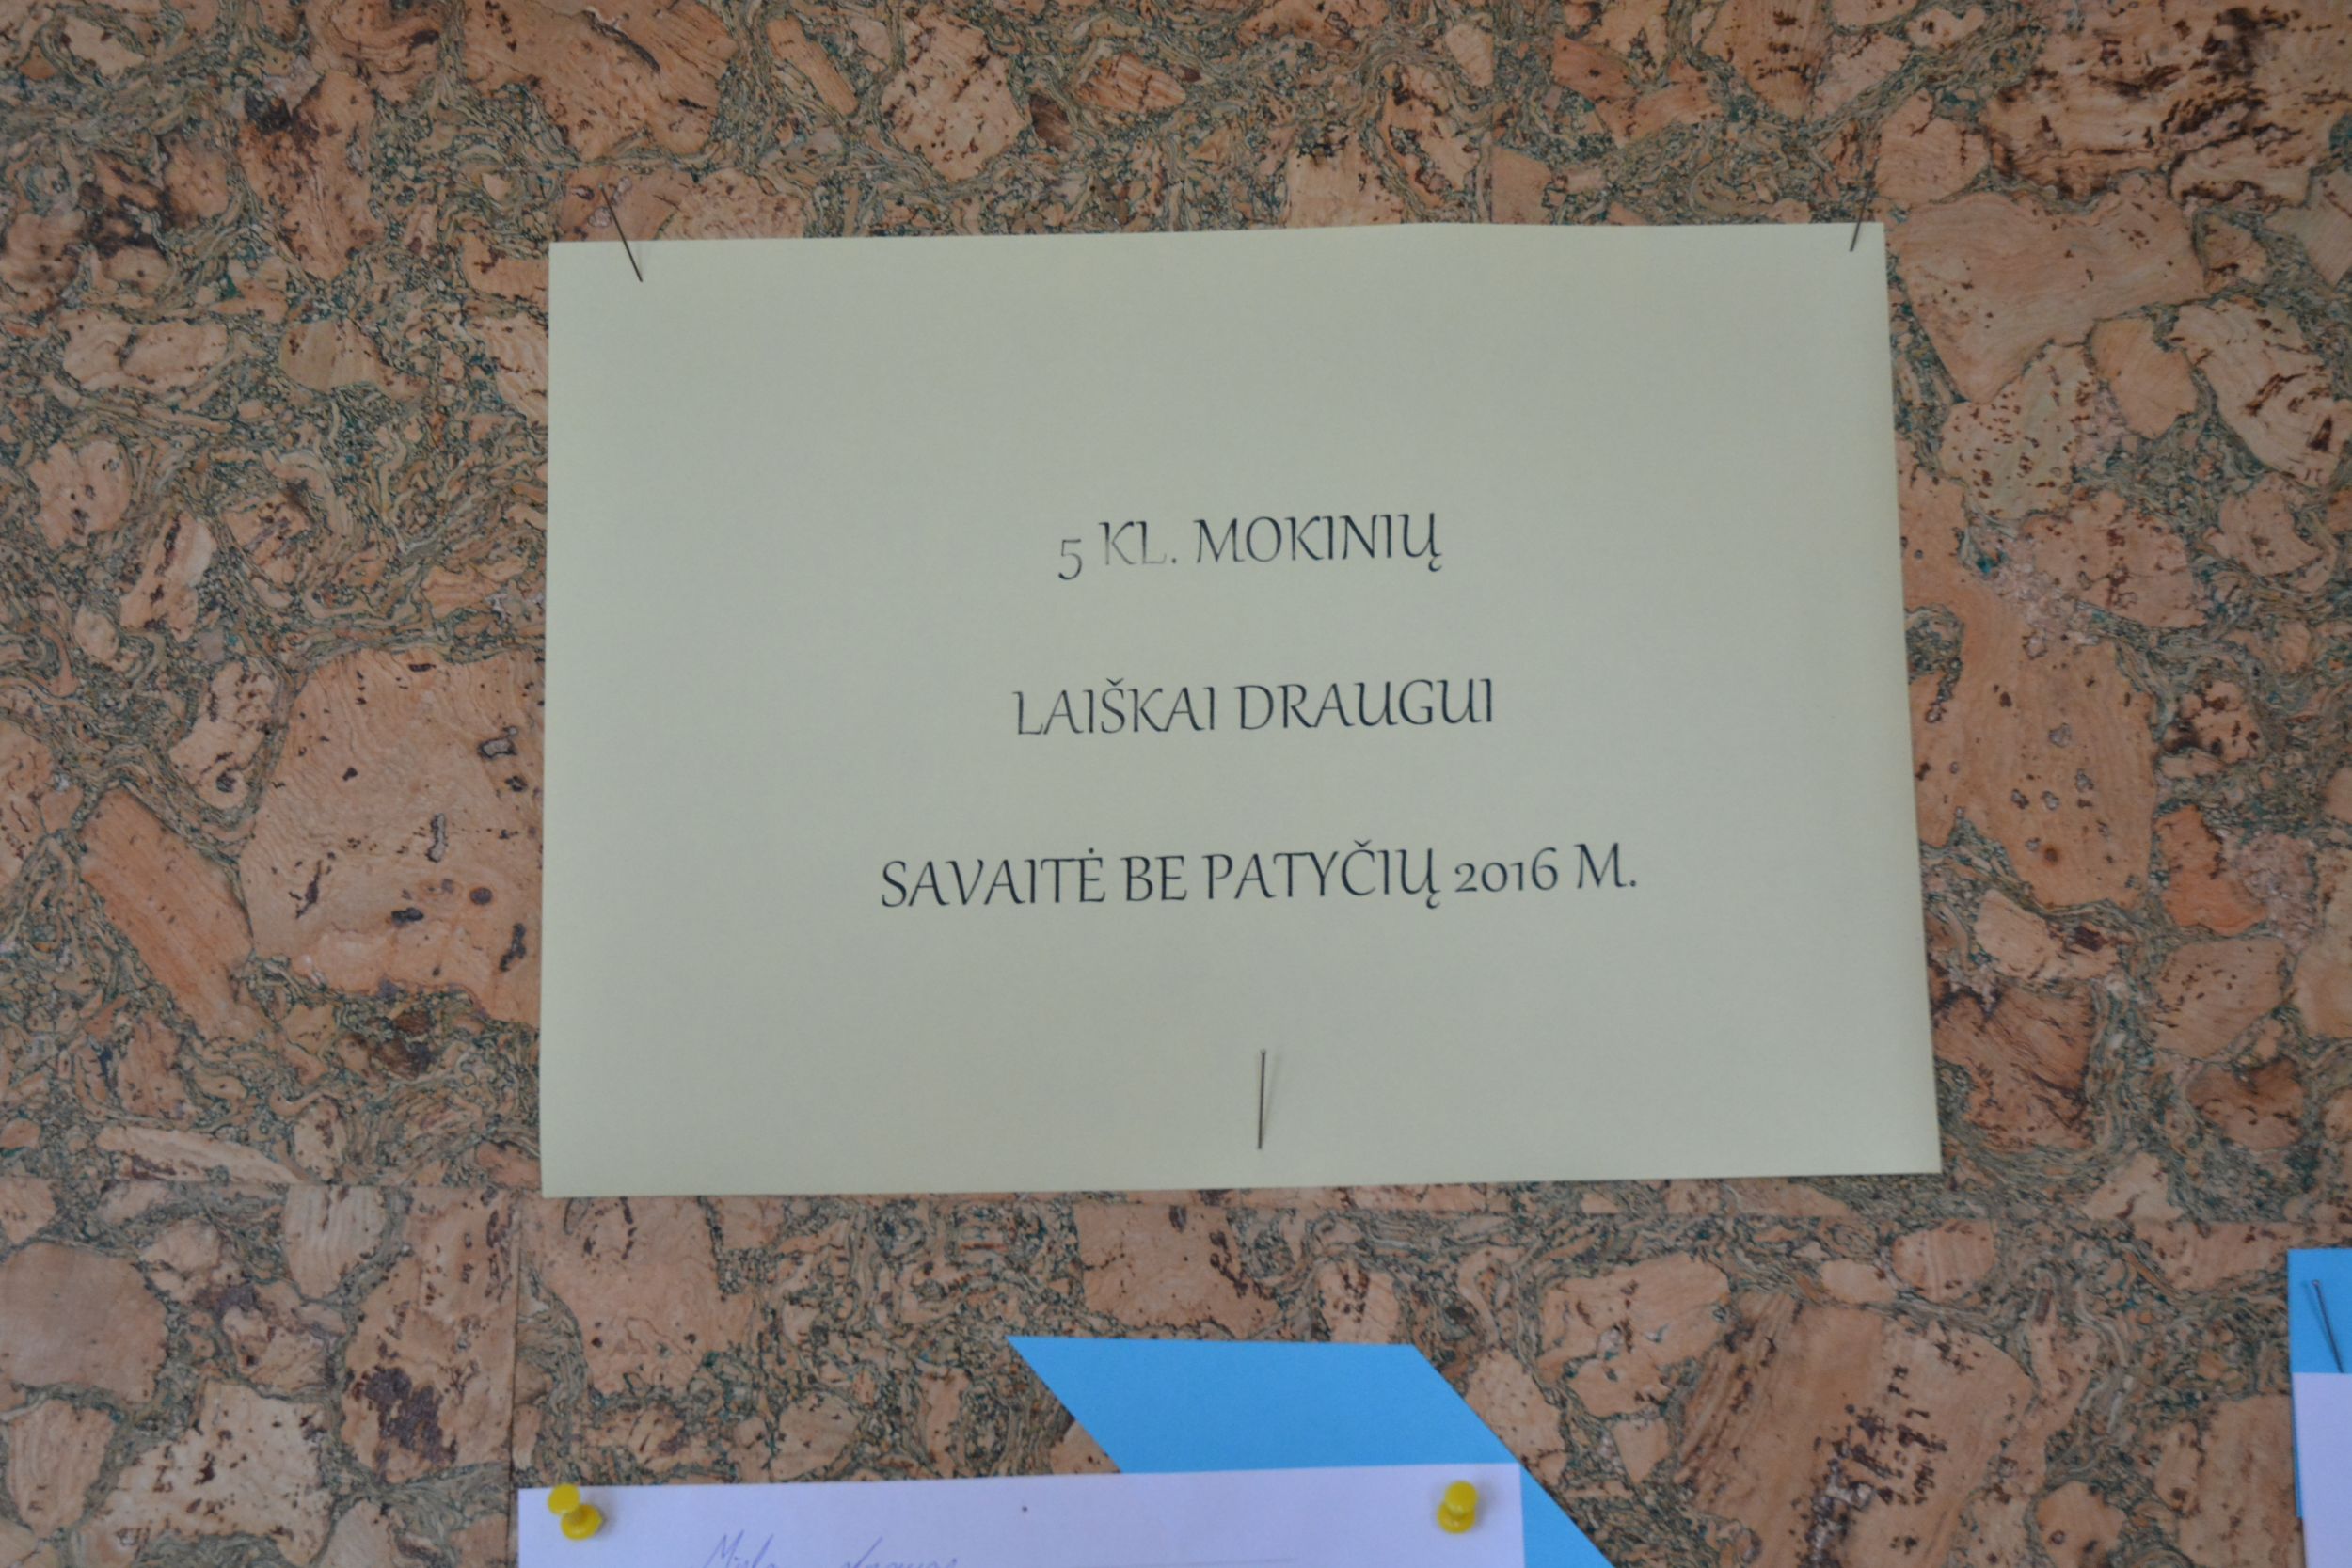 5 KL. MOKINIŲ
LAIŠKAI DRAUGUI
SAVAITĖ BE PATYČIŲ 2016 M.